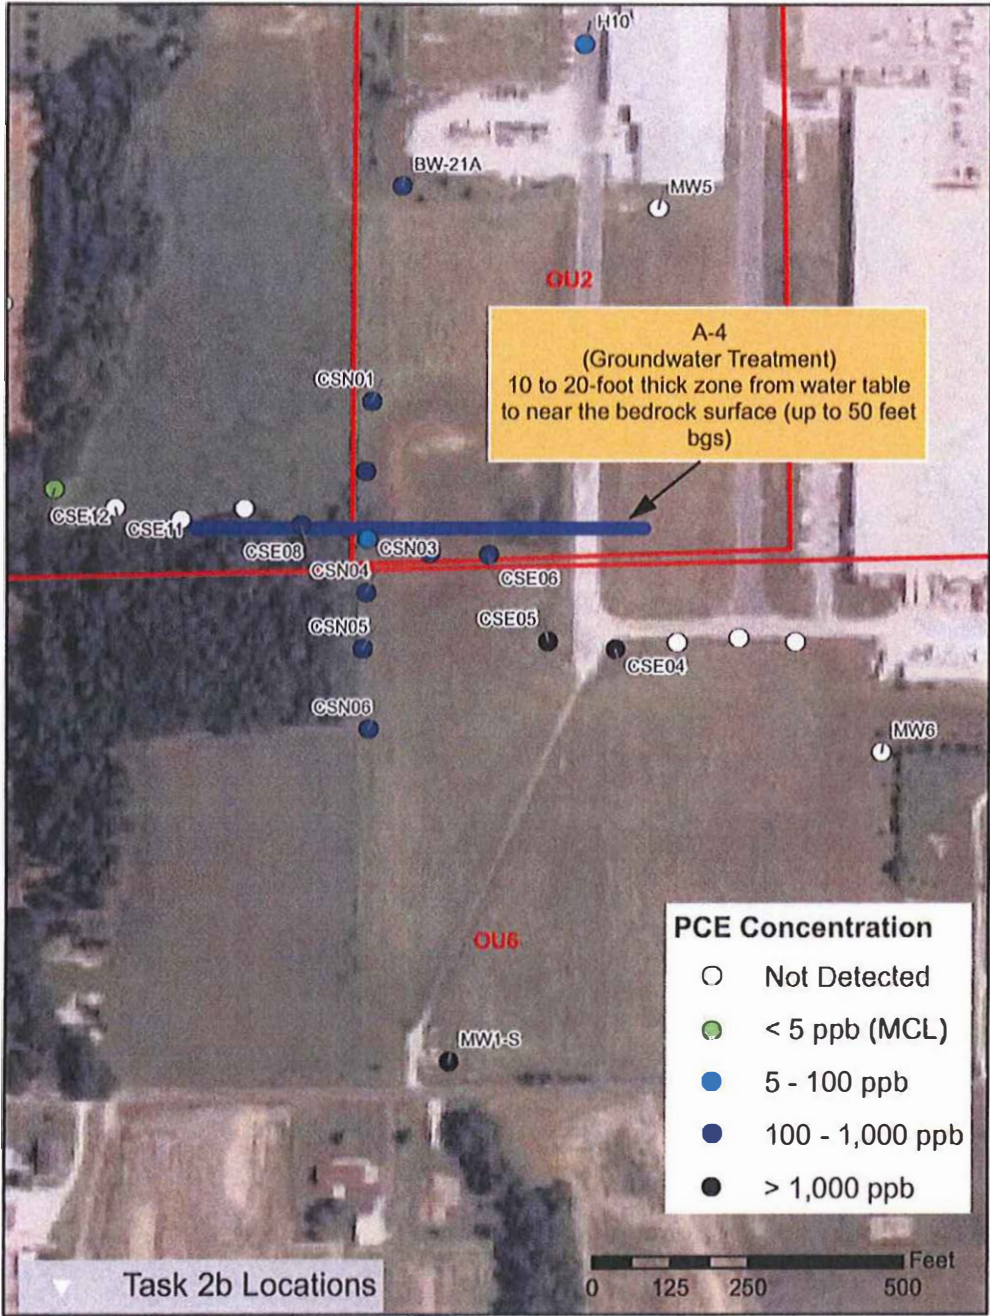 H10
BW-21A
MW5
OU2
A-4
(Groundwater Treatment)
10 to 20-foot thick zone from water table
to near the bedrock surface (up to 50 feet
bgs)
CSN01
CSE12
CSE11
CSE08
CSN03
CSN04
CSE06
CSE05
CSN05
CSE04
CSN06
MW6
OU6
MW1-S
PCE Concentration
Not Detected
< 5 ppb (MCL)
5 - 100 ppb
100 - 1,000 ppb
> 1,000 ppb
Feet
0 125 250 500
Task 2b Locations